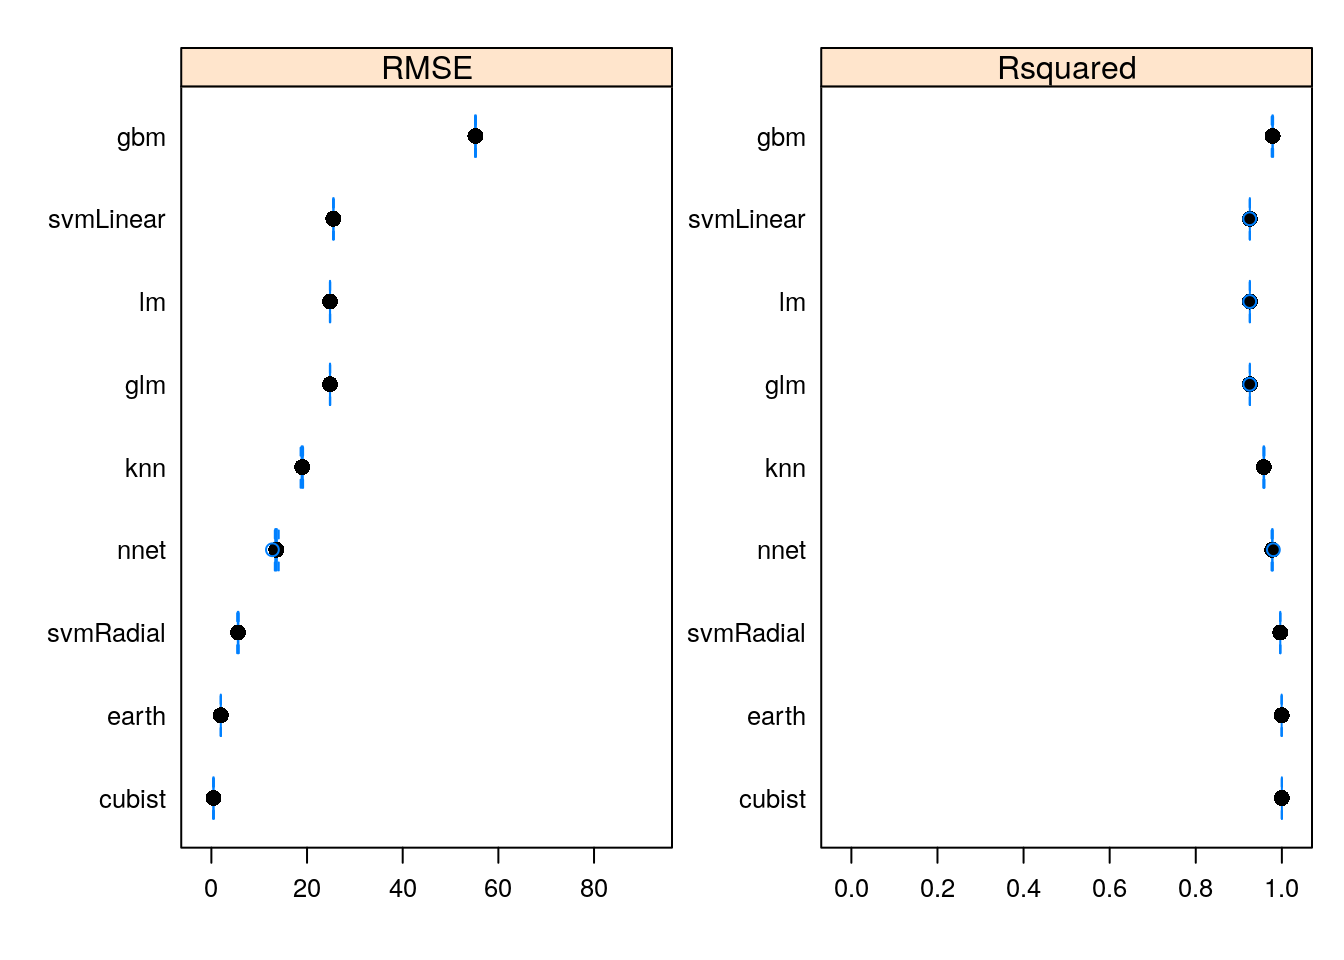 RMSE
gbm
svmLinear
lm
glm
knn
nnet
svmRadial
earth
cubist
0 20 40 60 80
Rsquared
gbm
svmLinear
lm
glm
knn
nnet
svmRadial
earth
cubist
0.0 0.2 0.4 0.6 0.8 1.0